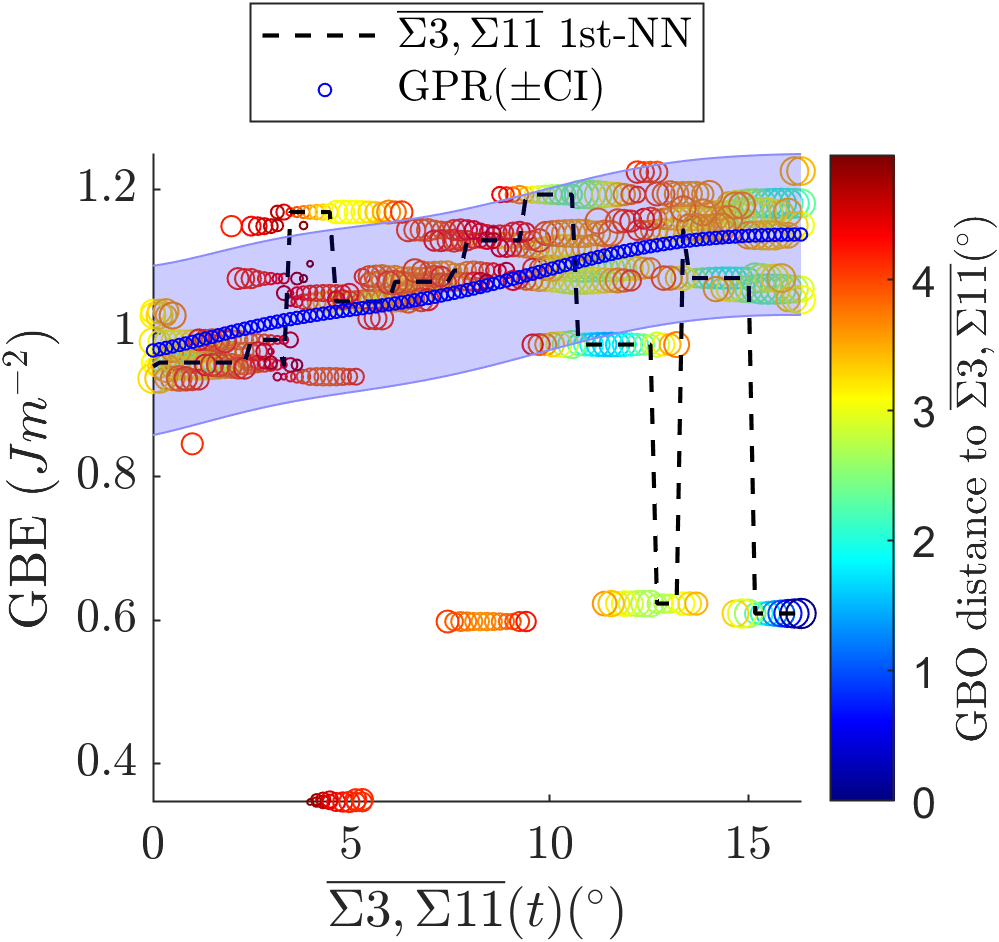 Σ3, Σ11 1st-NN
GPR(±CI)
GBE (Jm⁻²)
1.2
1
0.8
0.6
0.4
0
5
10
15
Σ3, Σ11(t)(°)
4
3
2
1
0
GBO distance to Σ3, Σ11(°)